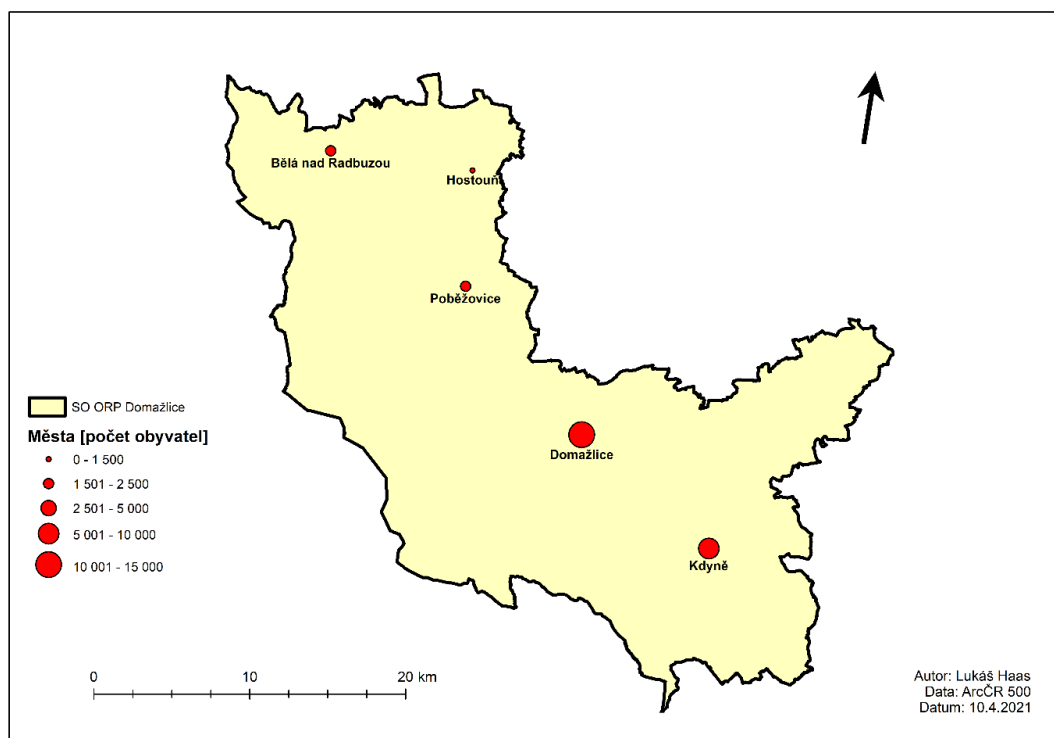 Bělá nad Radbuzou
Hostouň
Poběžovice
Domažlice
Kdyně
SO ORP Domažlice
Města [počet obyvatel]
0 - 1 500
1 501 - 2 500
2 501 - 5 000
5 001 - 10 000
10 001 - 15 000
0 10 20 km
Autor: Lukáš Haas
Data: ArcČR 500
Datum: 10.4.2021